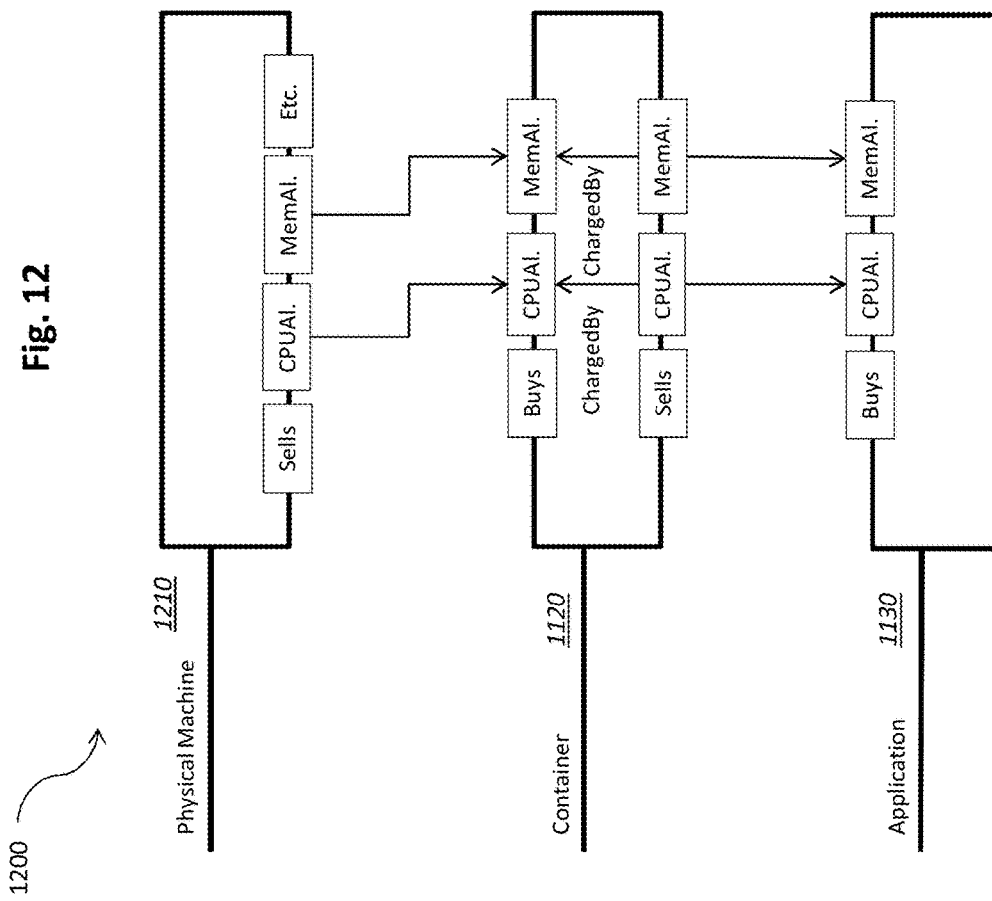 Fig. 12
1200
Physical Machine
1210
Sells
CPUAl.
MemAl.
Etc.
Container
1120
Buys
CPUAl.
MemAl.
ChargedBy
ChargedBy
Sells
CPUAl.
MemAl.
Application
1130
Buys
CPUAl.
MemAl.